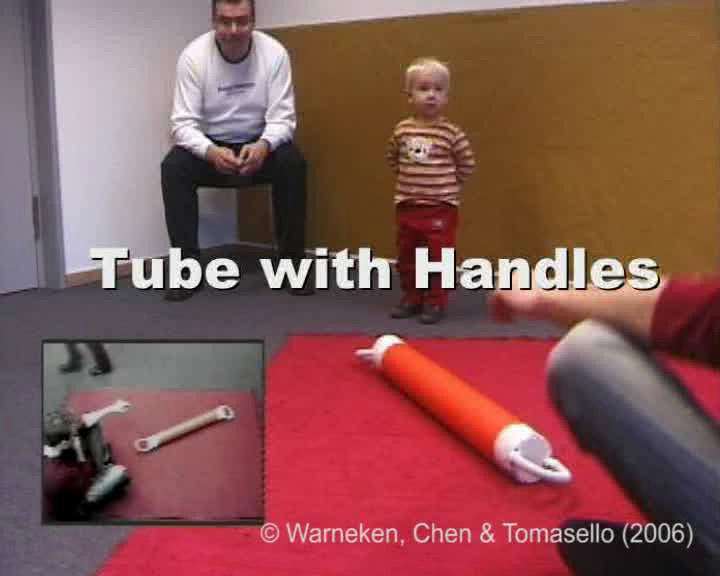 Tube with Handles
© Warneken, Chen & Tomasello (2006)